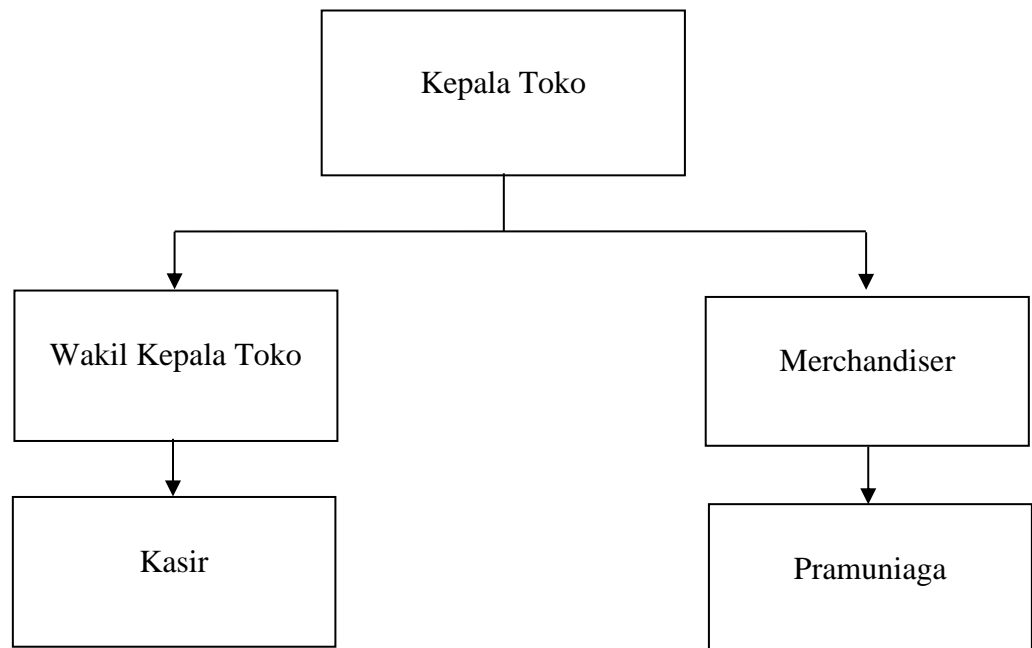 Kepala Toko
Wakil Kepala Toko
Merchandiser
Kasir
Pramuniaga